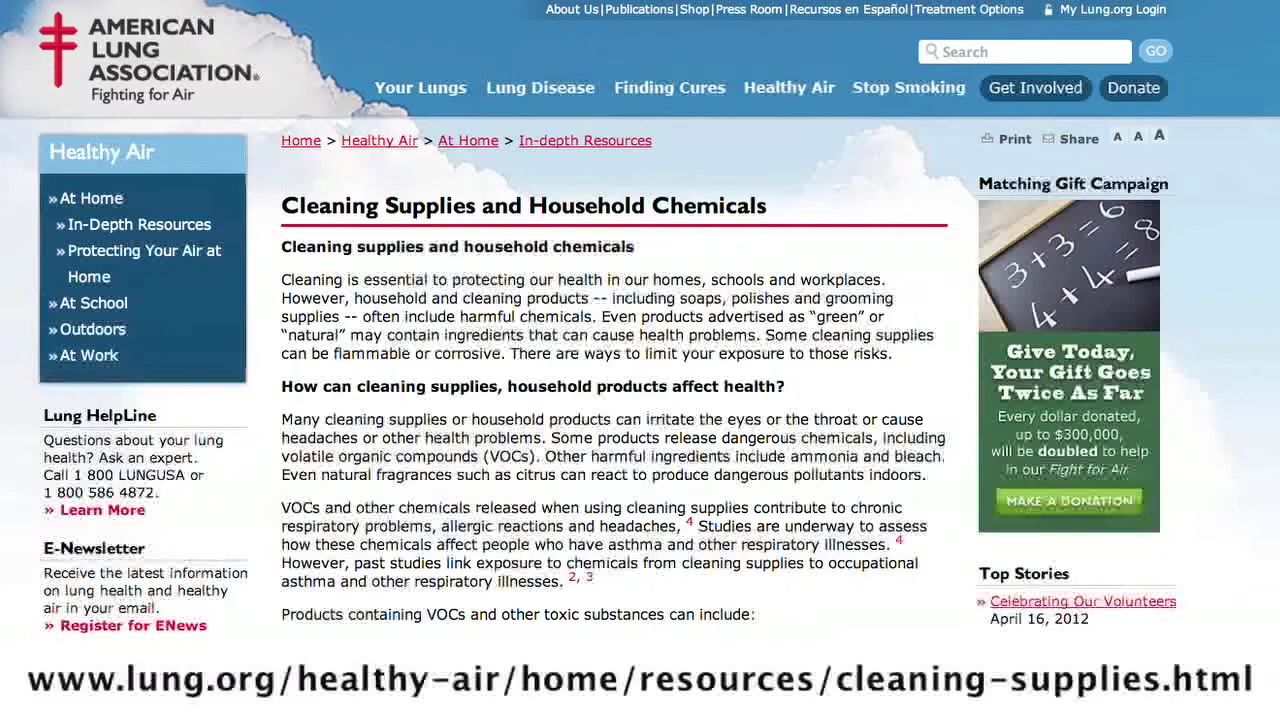 About Us|Publications|Shop|Press Room|Recursos en Español|Treatment Options
My Lung.org Login
AMERICAN
LUNG
ASSOCIATION®
Fighting for Air
Search
GO
Your Lungs Lung Disease Finding Cures Healthy Air Stop Smoking Get Involved Donate
Healthy Air
» At Home
» In-Depth Resources
» Protecting Your Air at
Home
» At School
» Outdoors
» At Work
Lung HelpLine
Questions about your lung
health? Ask an expert.
Call 1 800 LUNGUSA or
1 800 586 4872.
» Learn More
E-Newsletter
Receive the latest information
on lung health and healthy
air in your email.
» Register for ENews
Home > Healthy Air > At Home > In-depth Resources
Cleaning Supplies and Household Chemicals
Cleaning supplies and household chemicals
Cleaning is essential to protecting our health in our homes, schools and workplaces.
However, household and cleaning products -- including soaps, polishes and grooming
supplies -- often include harmful chemicals. Even products advertised as “green” or
“natural” may contain ingredients that can cause health problems. Some cleaning supplies
can be flammable or corrosive. There are ways to limit your exposure to those risks.
How can cleaning supplies, household products affect health?
Many cleaning supplies or household products can irritate the eyes or the throat or cause
headaches or other health problems. Some products release dangerous chemicals, including
volatile organic compounds (VOCs). Other harmful ingredients include ammonia and bleach.
Even natural fragrances such as citrus can react to produce dangerous pollutants indoors.
VOCs and other chemicals released when using cleaning supplies contribute to chronic
respiratory problems, allergic reactions and headaches, 4 Studies are underway to assess
how these chemicals affect people who have asthma and other respiratory illnesses. 4
However, past studies link exposure to chemicals from cleaning supplies to occupational
asthma and other respiratory illnesses. 2, 3
Products containing VOCs and other toxic substances can include:
Print Share A A A
Matching Gift Campaign
3+3=6
4+4=8
Give Today,
Your Gift Goes
Twice As Far
Every dollar donated,
up to $300,000,
will be doubled to help
in our Fight for Air.
MAKE A DONATION
Top Stories
» Celebrating Our Volunteers
April 16, 2012
www.lung.org/healthy-air/home/resources/cleaning-supplies.html